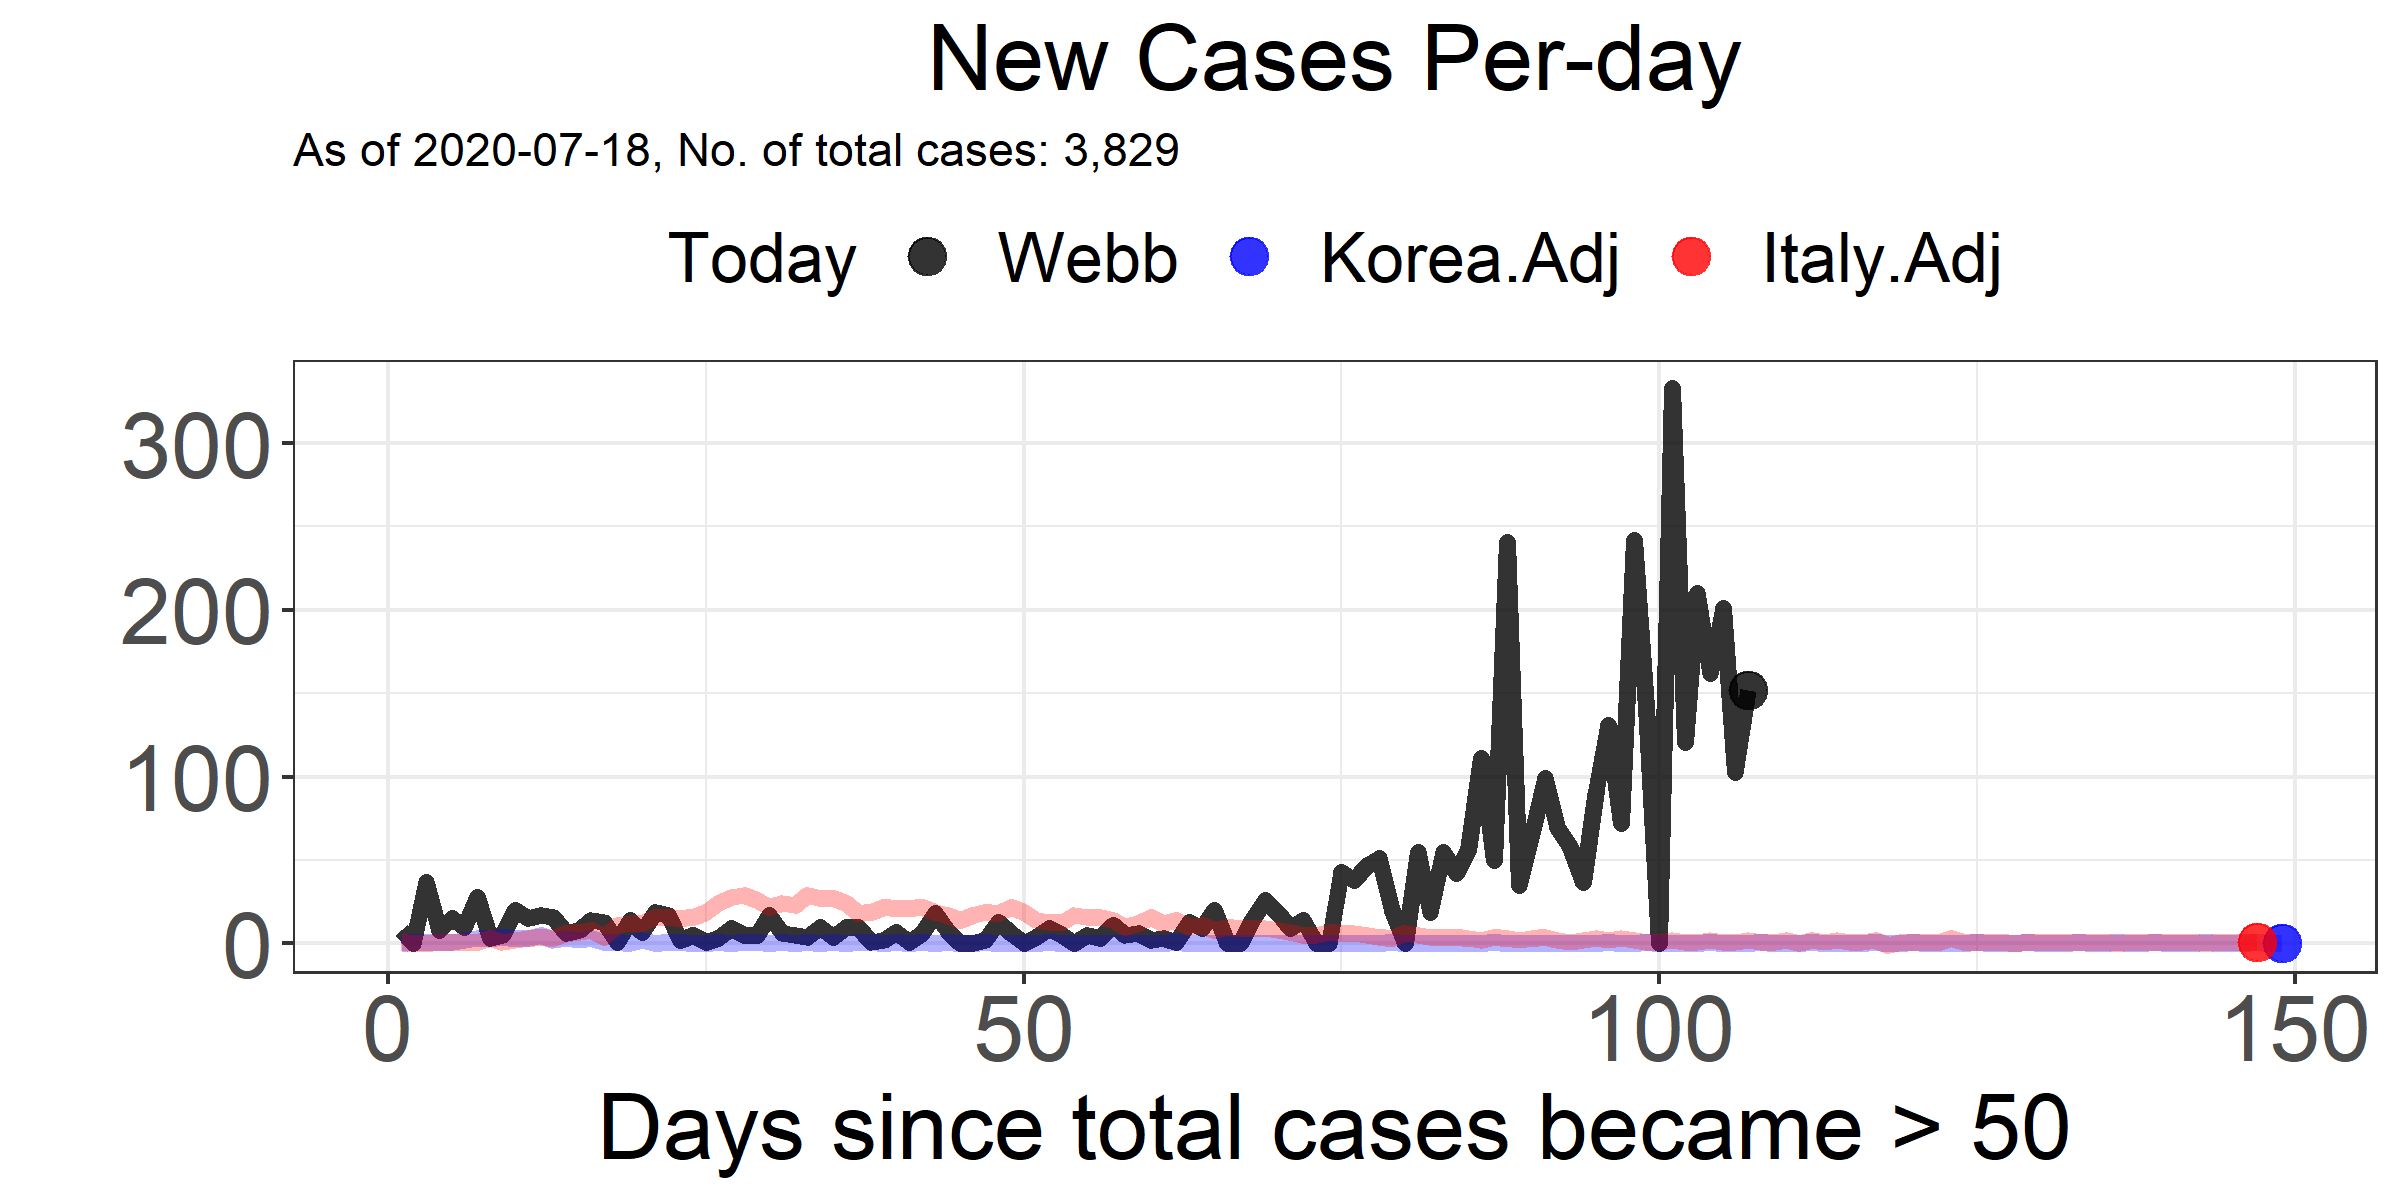 New Cases Per-day
As of 2020-07-18, No. of total cases: 3,829
Today Webb Korea.Adj Italy.Adj
300
200
100
0
0 50 100 150
Days since total cases became > 50